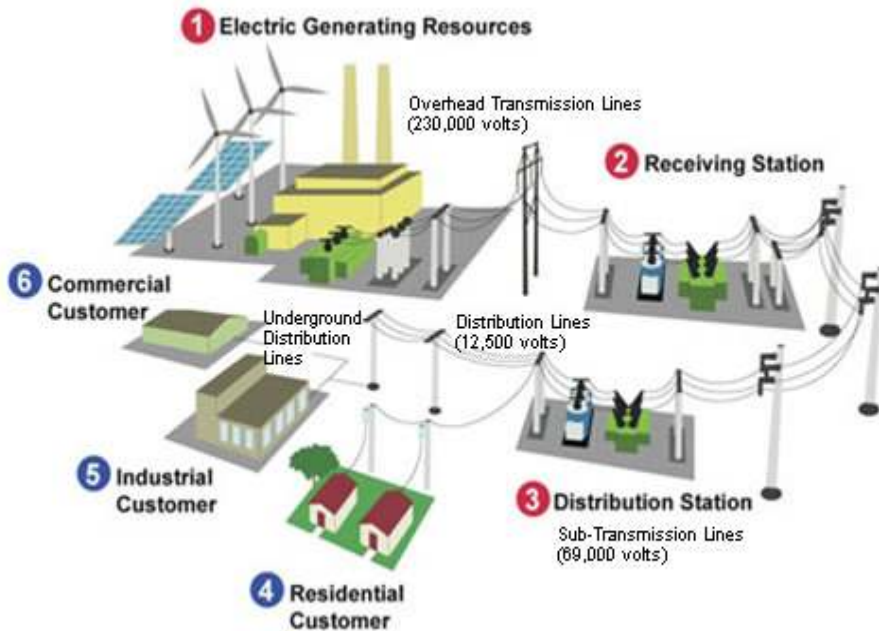 1 Electric Generating Resources
Overhead Transmission Lines
(230,000 volts)
2 Receiving Station
6 Commercial
Customer
Underground
Distribution
Lines
Distribution Lines
(12,500 volts)
5 Industrial
Customer
3 Distribution Station
Sub-Transmission Lines
(69,000 volts)
4 Residential
Customer